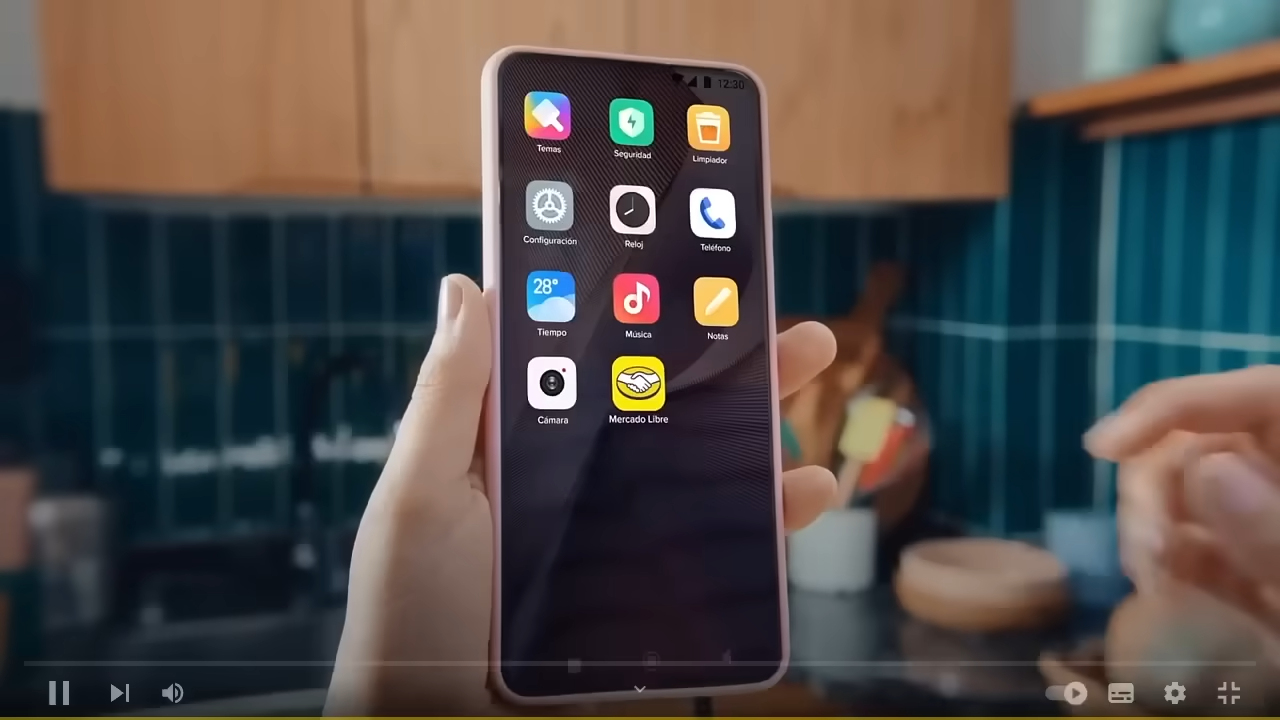 12:30
Temas
Seguridad
Limpiador
Configuración
Reloj
Teléfono
28°
Tiempo
Música
Notas
Cámara
Mercado Libre